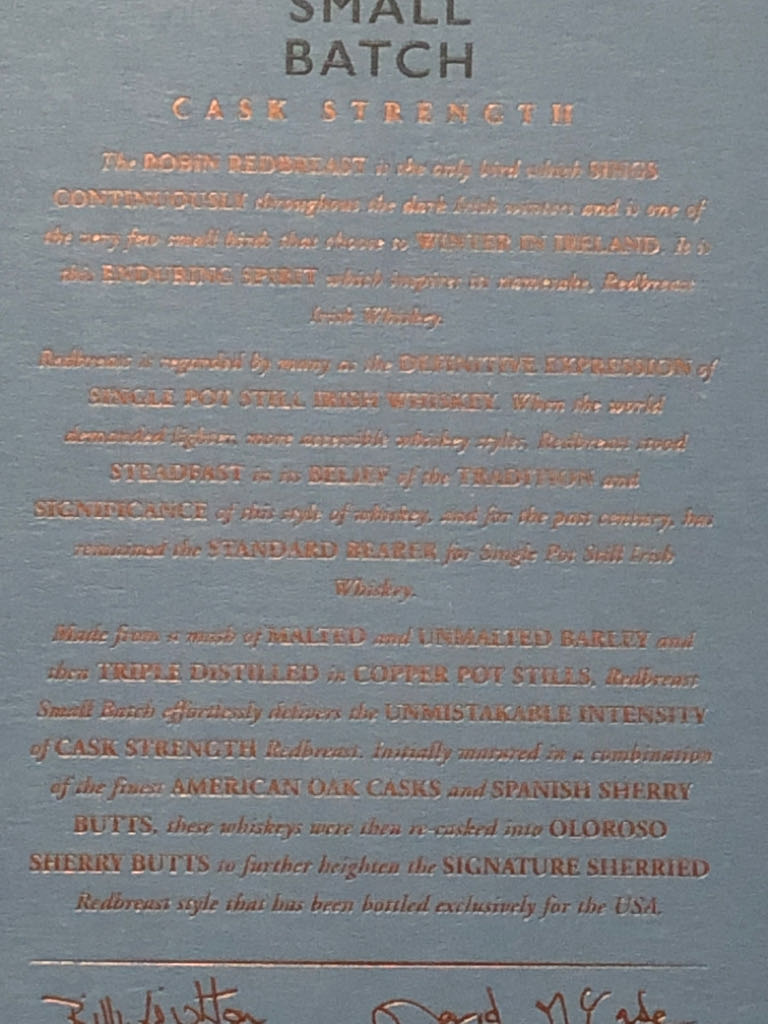 SMALL
BATCH
CASK STRENGTH
The ROBIN REDBREAST is the only bird which SINGS
CONTINUOUSLY throughout the dark Irish winters and is one of
the very few small birds that choose to WINTER IN IRELAND. It is
this ENDURING SPIRIT which inspires its namesake, Redbreast
Irish Whiskey.
Redbreast is regarded by many as the DEFINITIVE EXPRESSION of
SINGLE POT STILL IRISH WHISKEY. When the world
demanded lighter, more accessible whiskey styles, Redbreast stood
STEADFAST in its BELIEF of the TRADITION and
SIGNIFICANCE of this style of whiskey, and for the past century, has
remained the STANDARD BEARER for Single Pot Still Irish
Whiskey.
Made from a mash of MALTED and UNMALTED BARLEY and
then TRIPLE DISTILLED in COPPER POT STILLS, Redbreast
Small Batch effortlessly delivers the UNMISTAKABLE INTENSITY
of CASK STRENGTH Redbreast. Initially matured in a combination
of the finest AMERICAN OAK CASKS and SPANISH SHERRY
BUTTS, these whiskeys were then re-casked into OLOROSO
SHERRY BUTTS to further heighten the SIGNATURE SHERRIED
Redbreast style that has been bottled exclusively for the USA.
Billy David